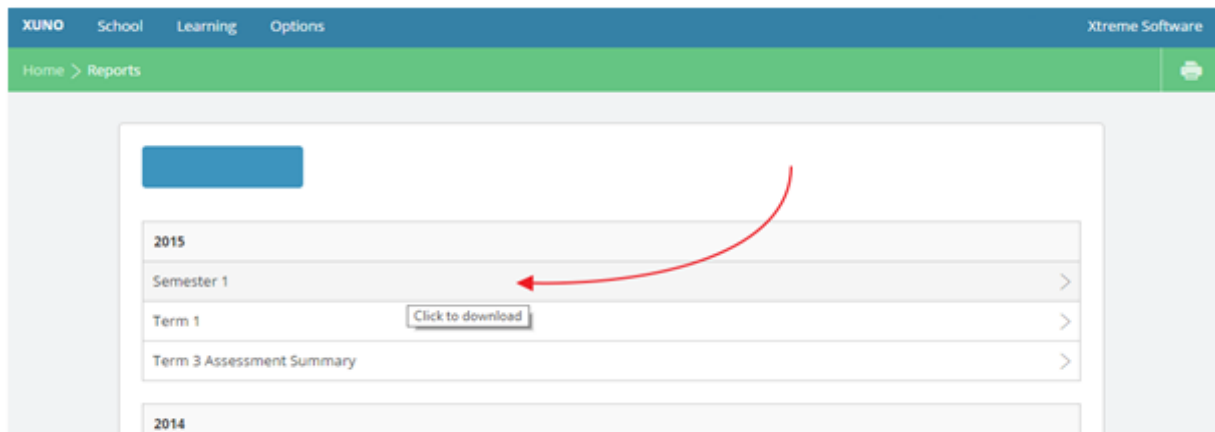 XUNO School Learning Options Xtreme Software
Home > Reports
2015
Semester 1
Click to download
Term 1
Term 3 Assessment Summary
2014